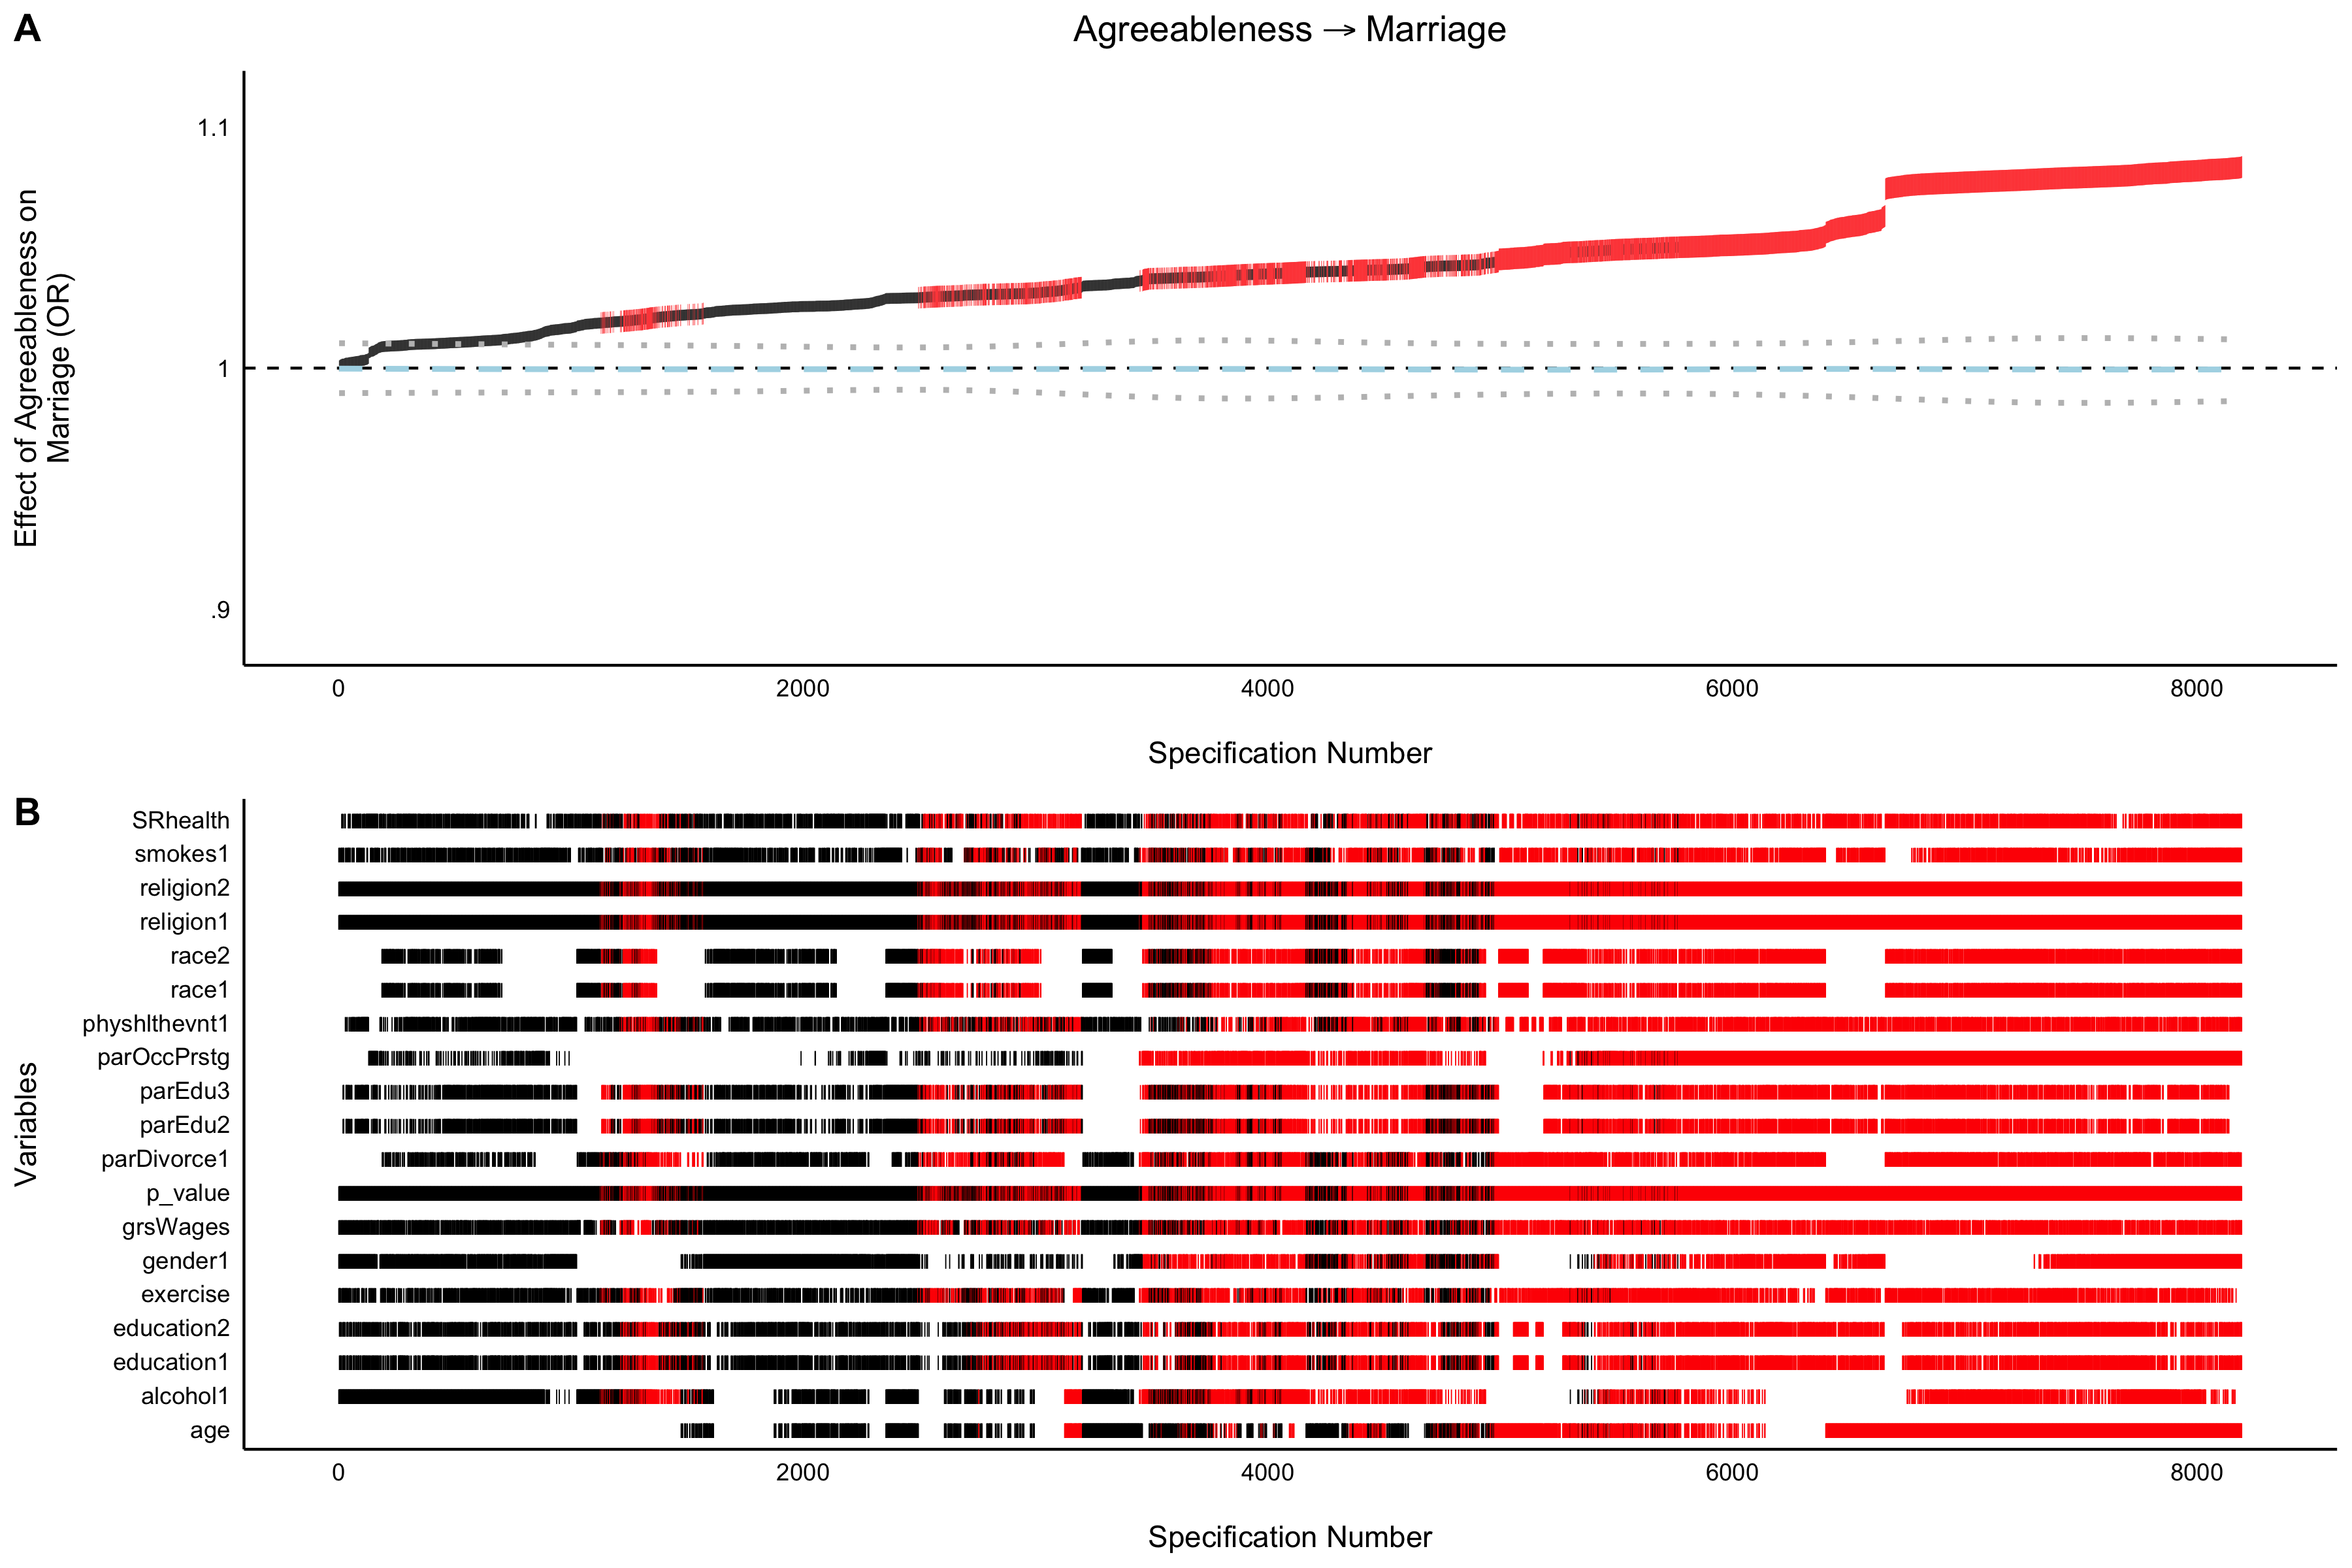 A
Agreeableness → Marriage
Effect of Agreeableness on
Marriage (OR)
1.1
1
.9
0 2000 4000 6000 8000
Specification Number
B
Variables
SRhealth
smokes1
religion2
religion1
race2
race1
physhlthevnt1
parOccPrstg
parEdu3
parEdu2
parDivorce1
p_value
grsWages
gender1
exercise
education2
education1
alcohol1
age
0 2000 4000 6000 8000
Specification Number